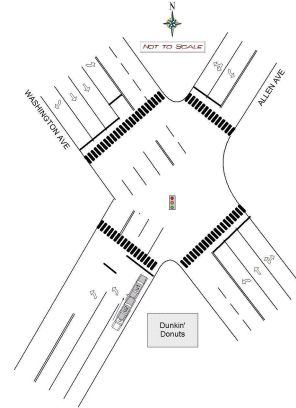 N
NOT TO SCALE
WASHINGTON AVE
ALLEN AVE
Dunkin'
Donuts